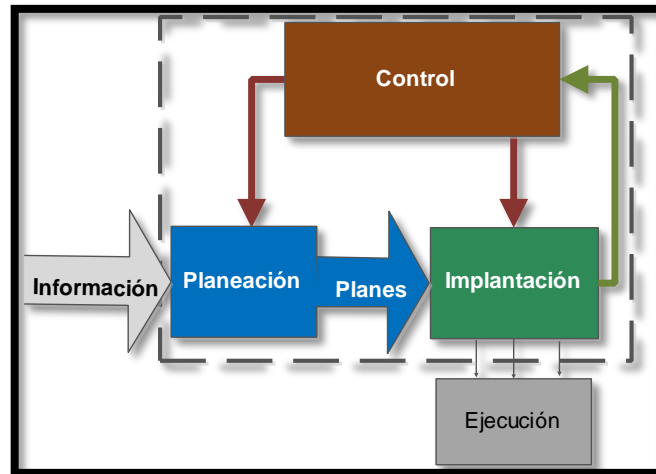 Control
Información
Planeación
Planes
Implantación
Ejecución